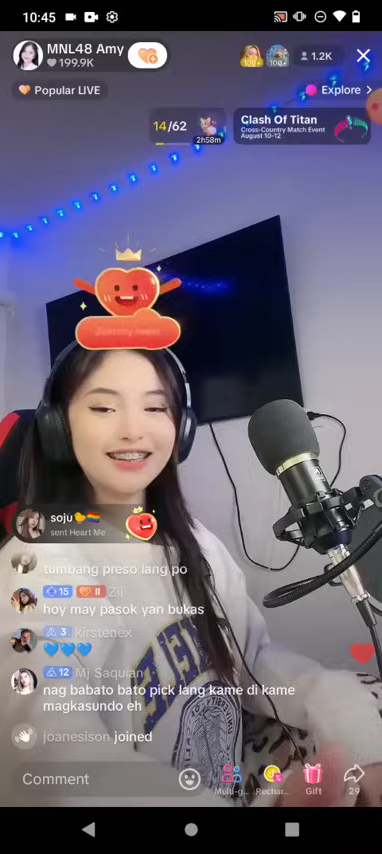 10:45
MNL48 Amy
199.9K
1.2K
Popular LIVE
Explore
14/62
2h58m
Clash Of Titan
Cross-Country Match Event
August 10-12
soju
sent Heart Me
tumbang preso lang po
15 II Zil
hoy may pasok yan bukas
3 kirstenex
12 Mj Saquian
nag babato bato pick lang kame di kame
magkasundo eh
joanesison joined
Comment
Multi-g...
Rechar...
Gift
29